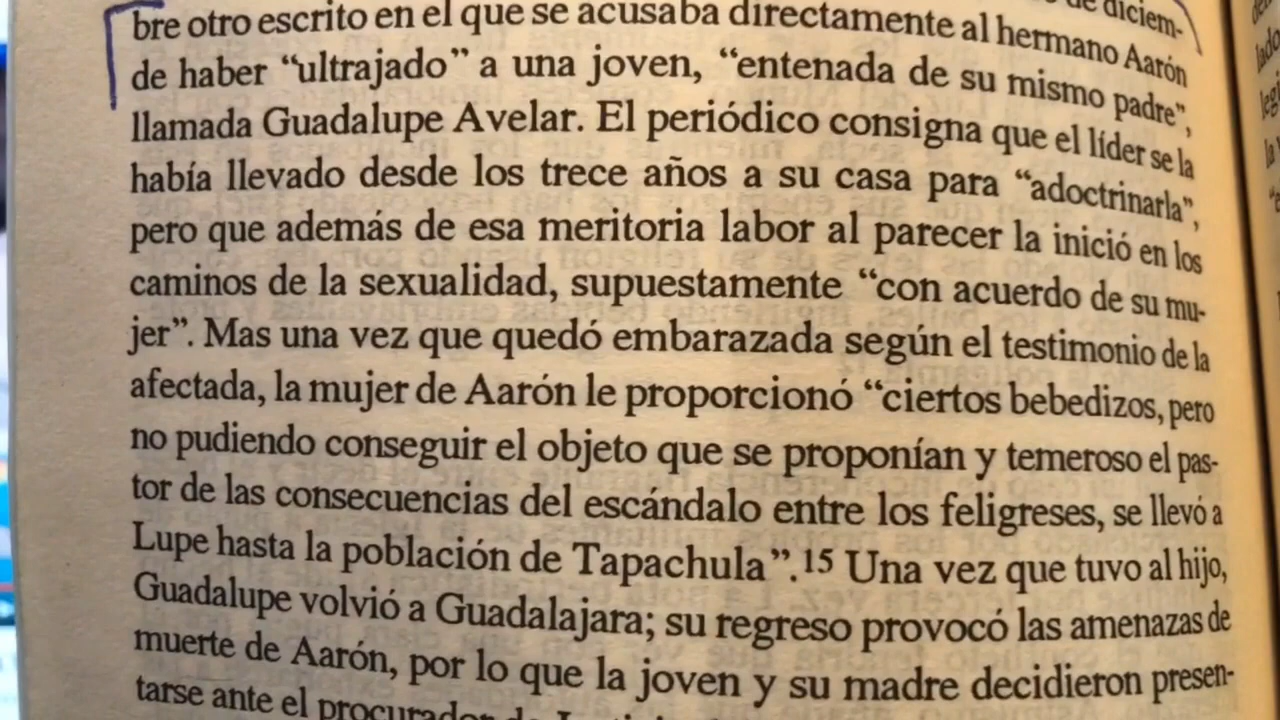 de diciem-
bre otro escrito en el que se acusaba directamente al hermano Aarón
de haber “ultrajado” a una joven, “entenada de su mismo padre”,
llamada Guadalupe Avelar. El periódico consigna que el líder se la
había llevado desde los trece años a su casa para “adoctrinarla”,
pero que además de esa meritoria labor al parecer la inició en los
caminos de la sexualidad, supuestamente “con acuerdo de su mu-
jer”. Mas una vez que quedó embarazada según el testimonio de la
afectada, la mujer de Aarón le proporcionó “ciertos bebedizos, pero
no pudiendo conseguir el objeto que se proponían y temeroso el pas-
tor de las consecuencias del escándalo entre los feligreses, se llevó a
Lupe hasta la población de Tapachula”.15 Una vez que tuvo al hijo,
Guadalupe volvió a Guadalajara; su regreso provocó las amenazas de
muerte de Aarón, por lo que la joven y su madre decidieron presen-
tarse ante el procurador de